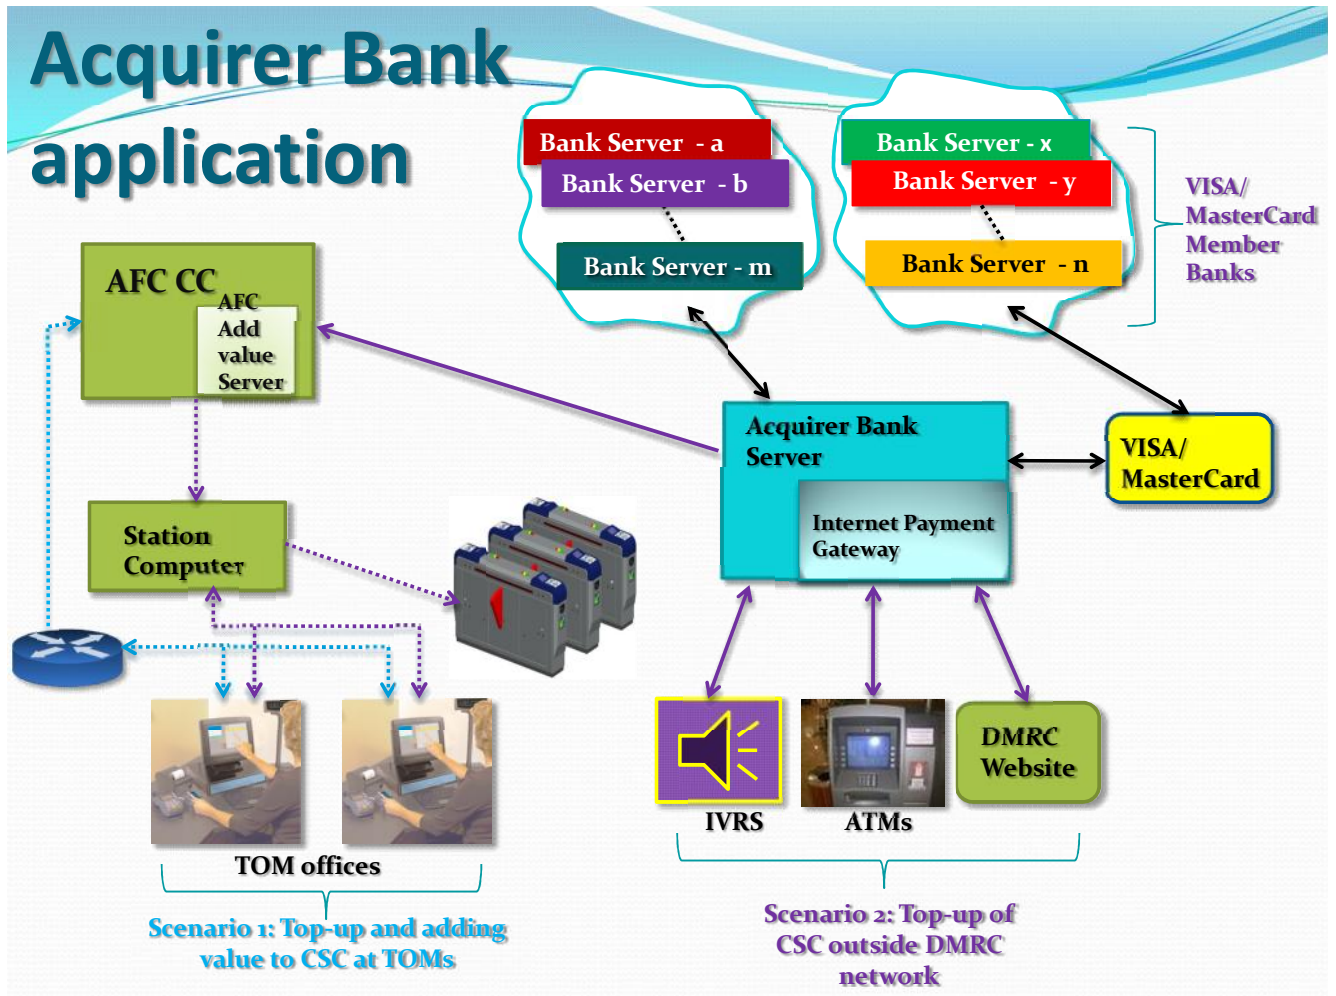 Acquirer Bank
application
Bank Server - a
Bank Server - b
Bank Server - m
Bank Server - x
Bank Server - y
Bank Server - n
VISA/
MasterCard
Member
Banks
AFC CC
AFC
Add
value
Server
Acquirer Bank
Server
Internet Payment
Gateway
VISA/
MasterCard
Station
Computer
TOM offices
Scenario 1: Top-up and adding
value to CSC at TOMs
IVRS
ATMs
DMRC
Website
Scenario 2: Top-up of
CSC outside DMRC
network